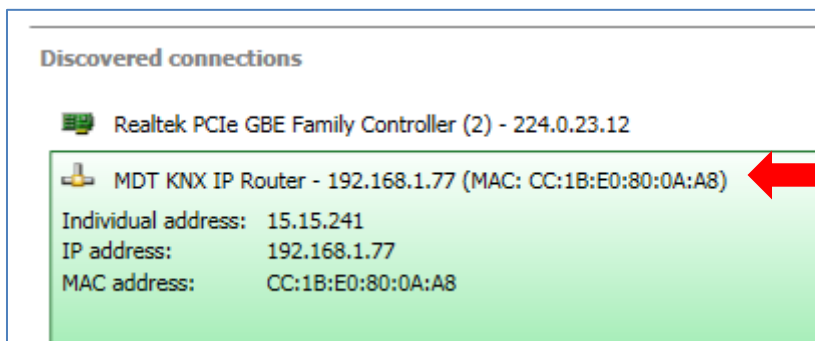 Discovered connections
Realtek PCIe GBE Family Controller (2) - 224.0.23.12
MDT KNX IP Router - 192.168.1.77 (MAC: CC:1B:E0:80:0A:A8)
Individual address: 15.15.241
IP address: 192.168.1.77
MAC address: CC:1B:E0:80:0A:A8